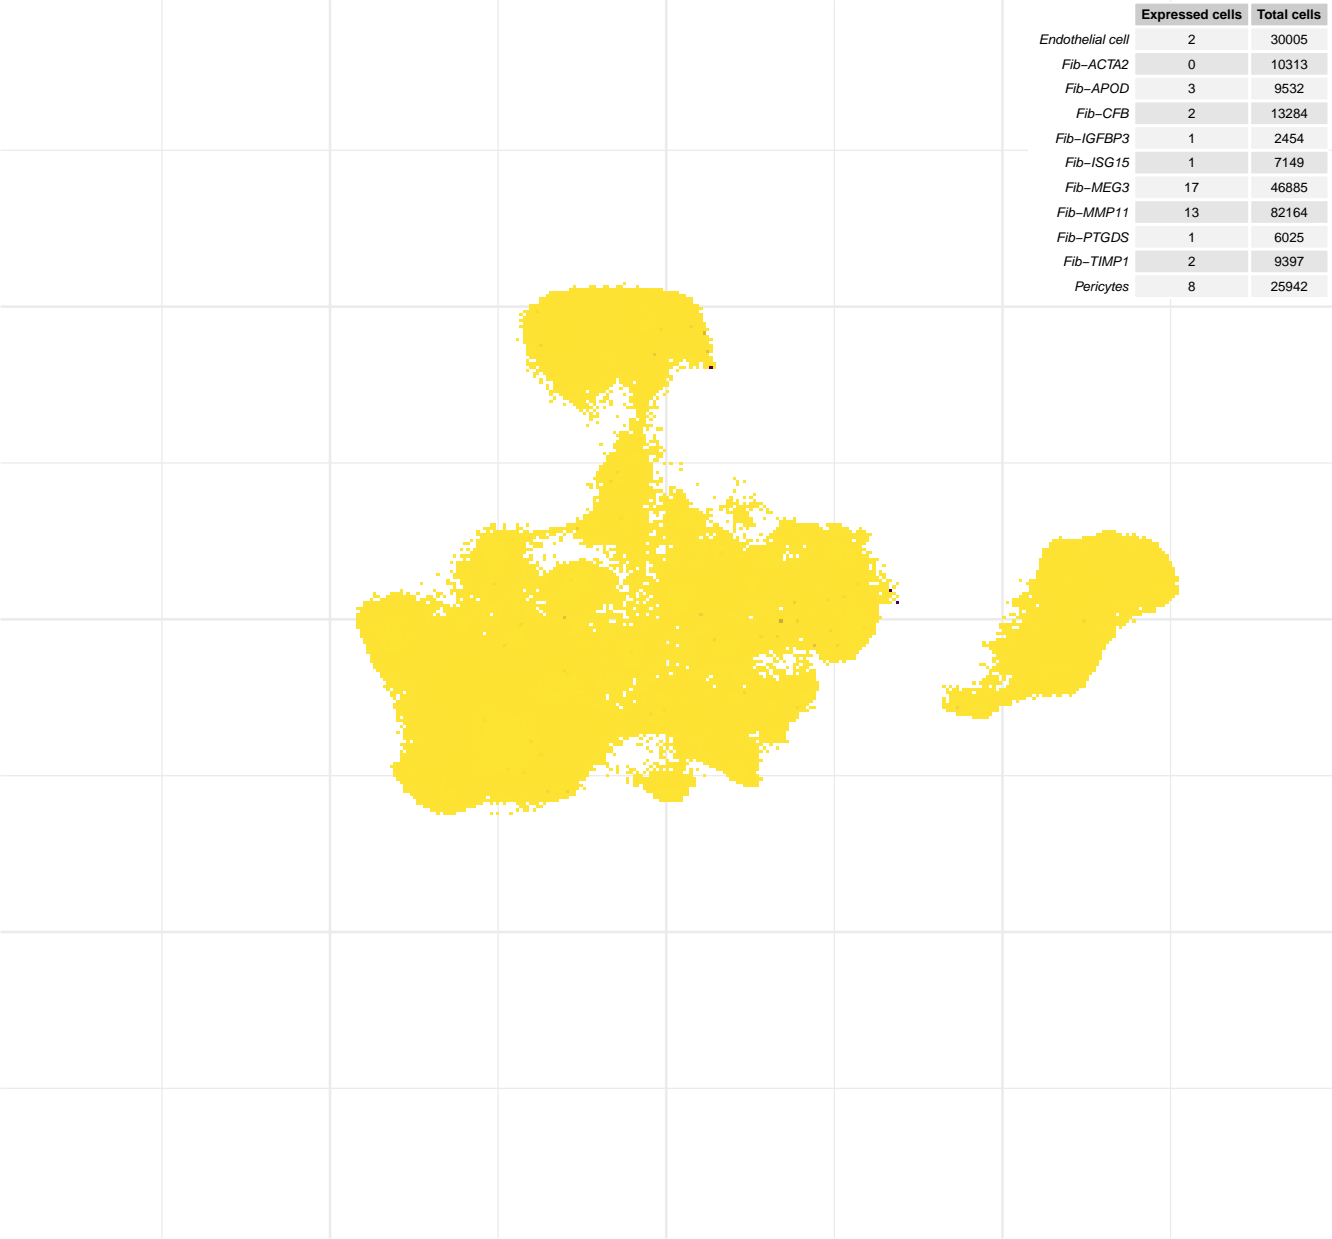 Expressed cells Total cells
Endothelial cell 2 30005
Fib−ACTA2 0 10313
Fib−APOD 3 9532
Fib−CFB 2 13284
Fib−IGFBP3 1 2454
Fib−ISG15 1 7149
Fib−MEG3 17 46885
Fib−MMP11 13 82164
Fib−PTGDS 1 6025
Fib−TIMP1 2 9397
Pericytes 8 25942